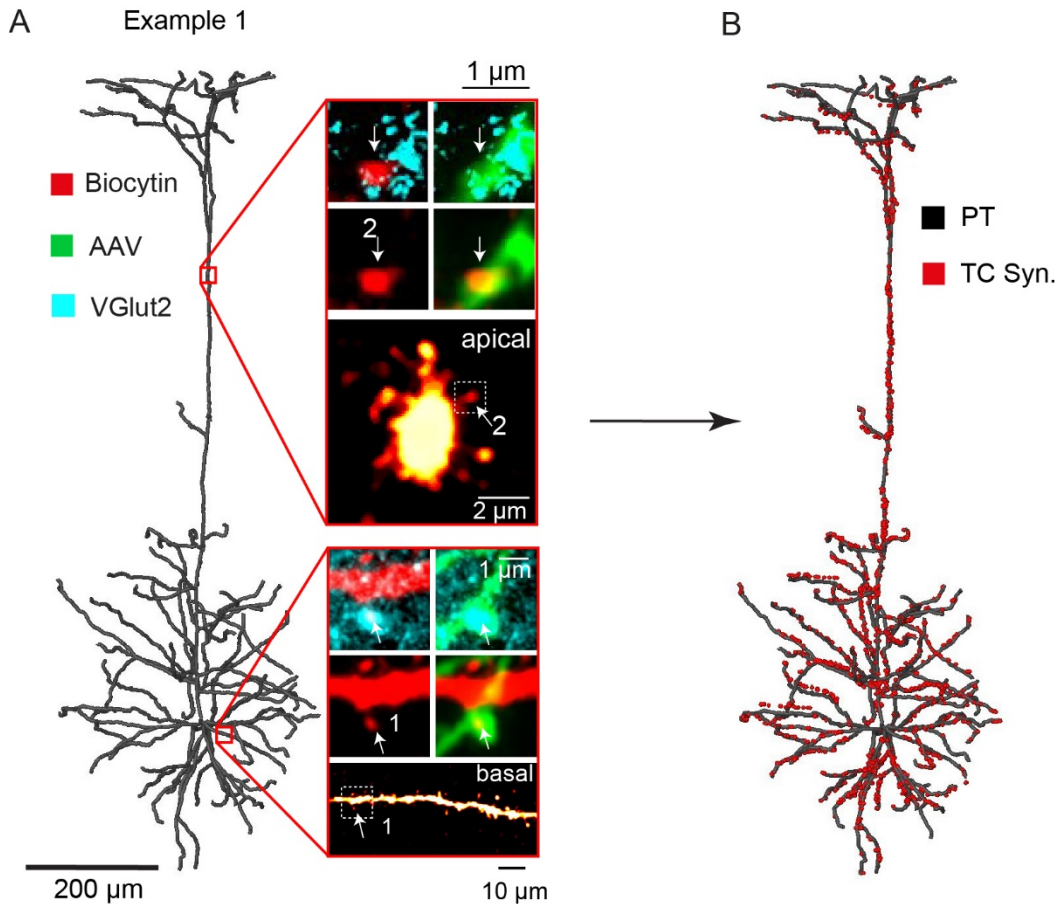 A
Example 1
B
1 µm
Biocytin
AAV
VGlut2
2
apical
2
2 µm
PT
TC Syn.
1 µm
1
basal
1
200 µm
10 µm